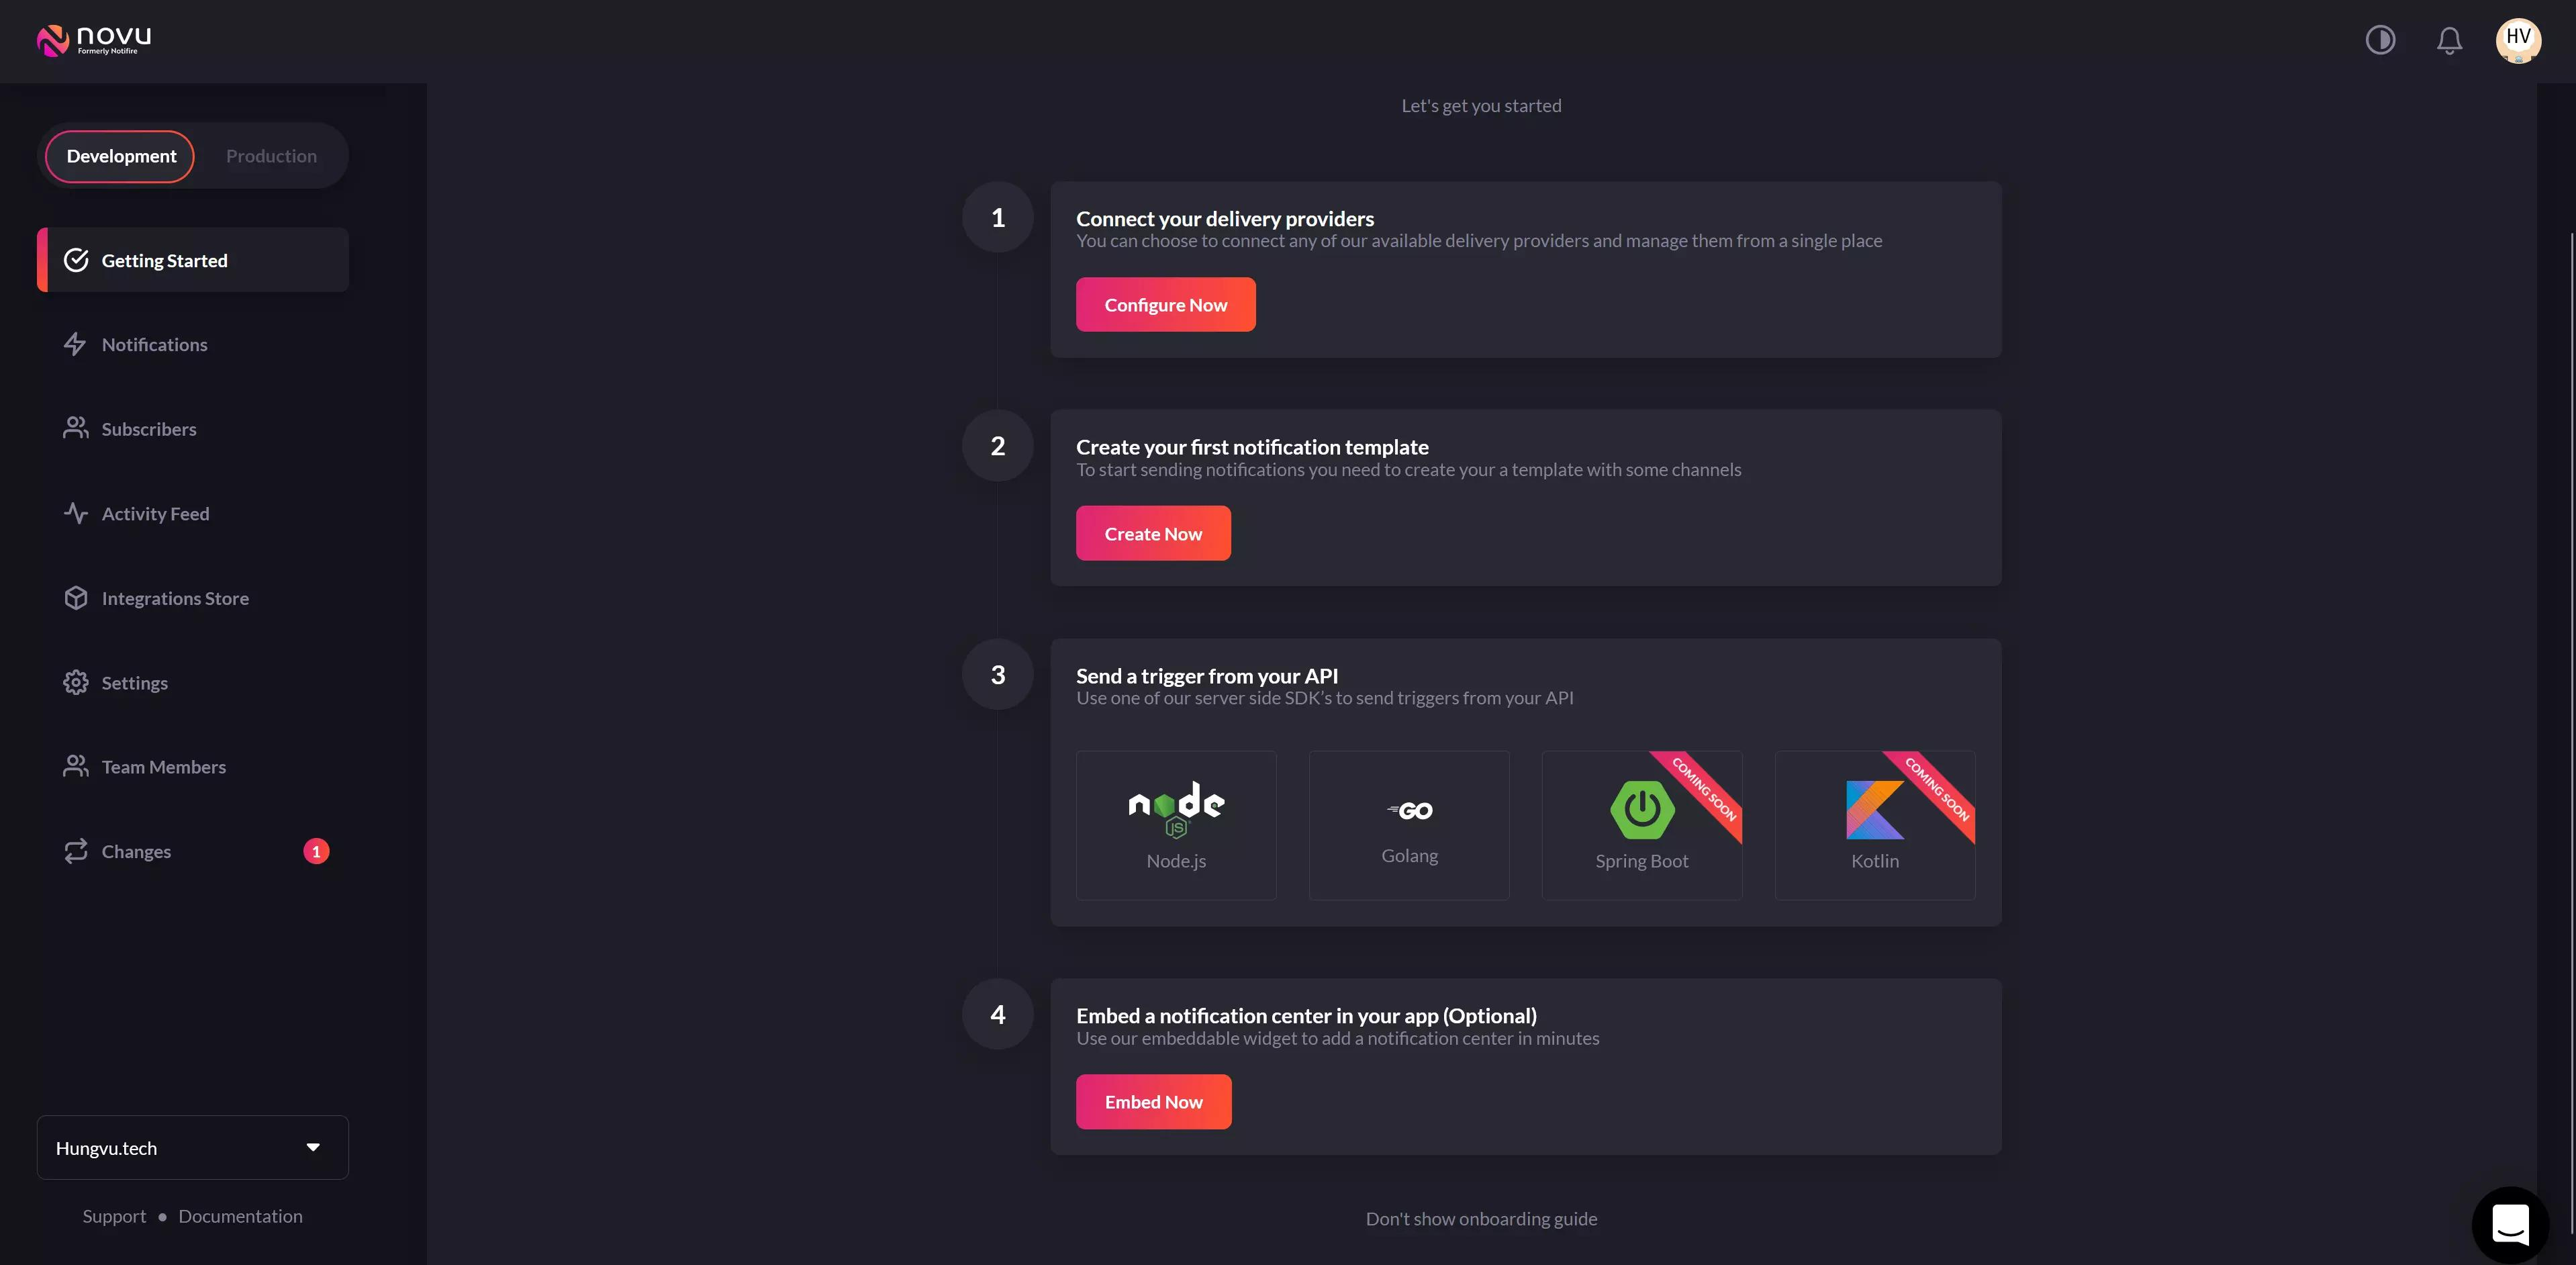 novu
Formerly Notifire
HV
Development
Production
Getting Started
Notifications
Subscribers
Activity Feed
Integrations Store
Settings
Team Members
Changes
1
Hungvu.tech
Support • Documentation
Let's get you started
1
Connect your delivery providers
You can choose to connect any of our available delivery providers and manage them from a single place
Configure Now
2
Create your first notification template
To start sending notifications you need to create your a template with some channels
Create Now
3
Send a trigger from your API
Use one of our server side SDK's to send triggers from your API
node
JS
Node.js
GO
Golang
COMING SOON
Spring Boot
COMING SOON
Kotlin
4
Embed a notification center in your app (Optional)
Use our embeddable widget to add a notification center in minutes
Embed Now
Don't show onboarding guide